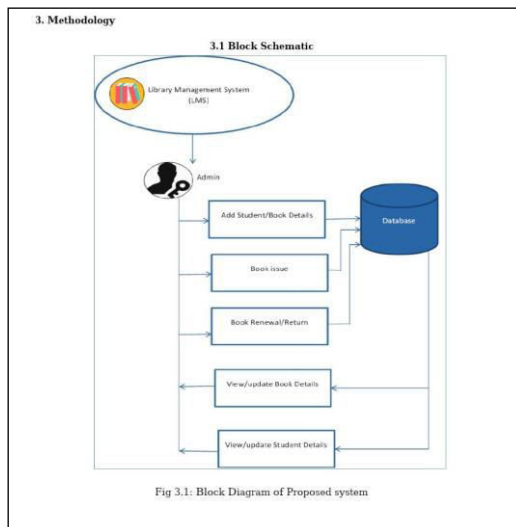 3. Methodology
3.1 Block Schematic
Library Management System
(LMS)
Admin
Add Student/Book Details
Database
Book issue
Book Renewal/Return
View/update Book Details
View/update Student Details
Fig 3.1: Block Diagram of Proposed system